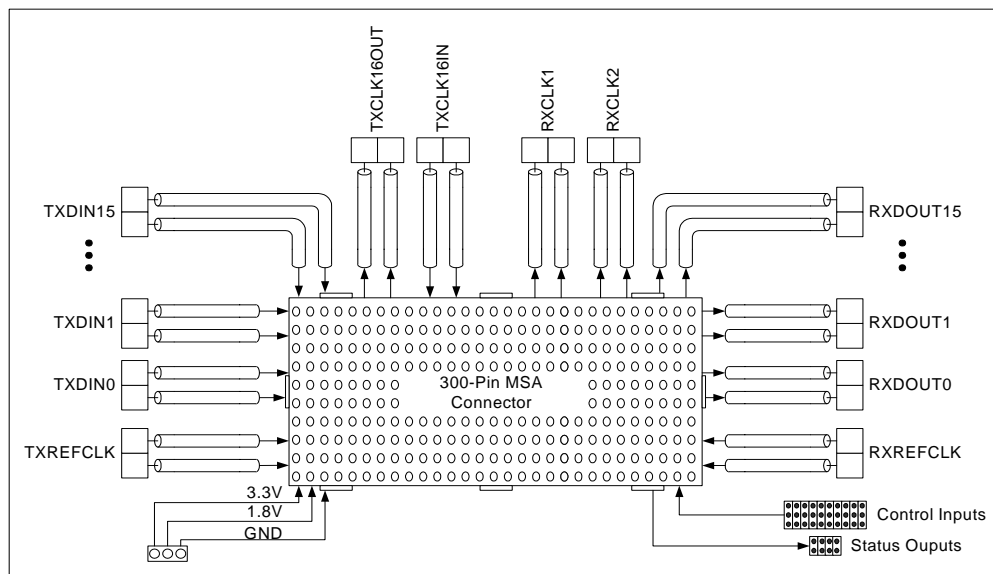 TXCLK16OUT
TXCLK16IN
RXCLK1
RXCLK2
TXDIN15
RXDOUT15
TXDIN1
RXDOUT1
TXDIN0
300-Pin MSA
Connector
RXDOUT0
TXREFCLK
RXREFCLK
3.3V
1.8V
GND
Control Inputs
Status Ouputs